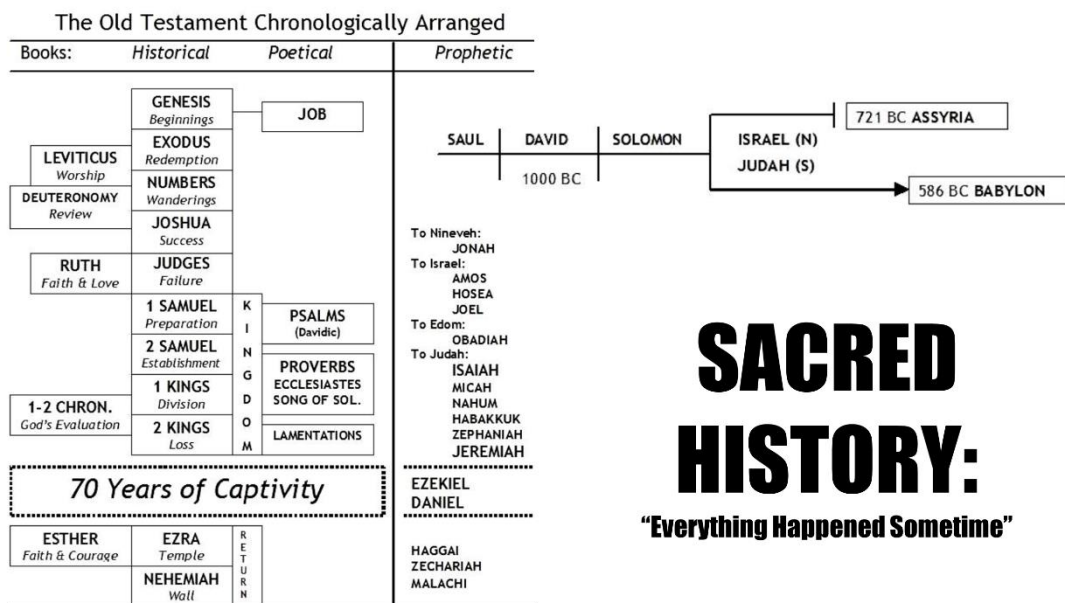 The Old Testament Chronologically Arranged
Books: Historical Poetical Prophetic
GENESIS
Beginnings
JOB
EXODUS
Redemption
LEVITICUS
Worship
NUMBERS
Wanderings
DEUTERONOMY
Review
JOSHUA
Success
RUTH
Faith & Love
JUDGES
Failure
1 SAMUEL
Preparation
2 SAMUEL
Establishment
1 KINGS
Division
1-2 CHRON.
God's Evaluation
2 KINGS
Loss
K
I
N
G
D
O
M
PSALMS
(Davidic)
PROVERBS
ECCLESIASTES
SONG OF SOL.
LAMENTATIONS
70 Years of Captivity
ESTHER
Faith & Courage
EZRA
Temple
NEHEMIAH
Wall
R
E
T
U
R
N
SAUL DAVID SOLOMON
1000 BC
ISRAEL (N)
JUDAH (S)
721 BC ASSYRIA
586 BC BABYLON
To Nineveh:
JONAH
To Israel:
AMOS
HOSEA
JOEL
To Edom:
OBADIAH
To Judah:
ISAIAH
MICAH
NAHUM
HABAKKUK
ZEPHANIAH
JEREMIAH
EZEKIEL
DANIEL
HAGGAI
ZECHARIAH
MALACHI
SACRED
HISTORY:
“Everything Happened Sometime”